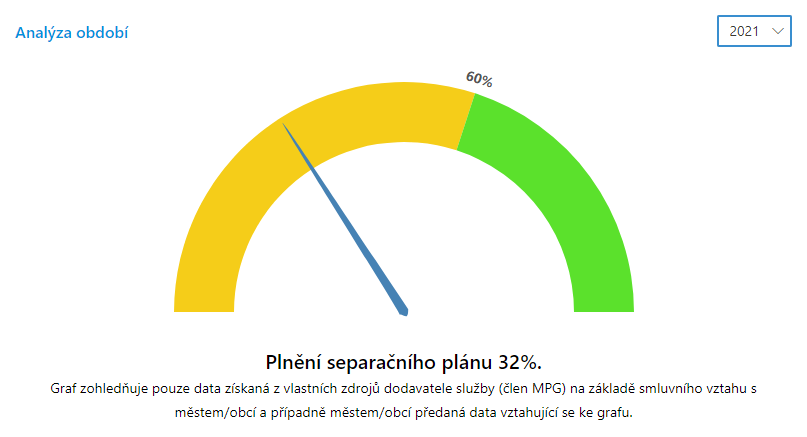 Analýza období
2021
60%
Plnění separačního plánu 32%.
Graf zohledňuje pouze data získaná z vlastních zdrojů dodavatele služby (člen MPG) na základě smluvního vztahu s
městem/obcí a případně městem/obcí předaná data vztahující se ke grafu.